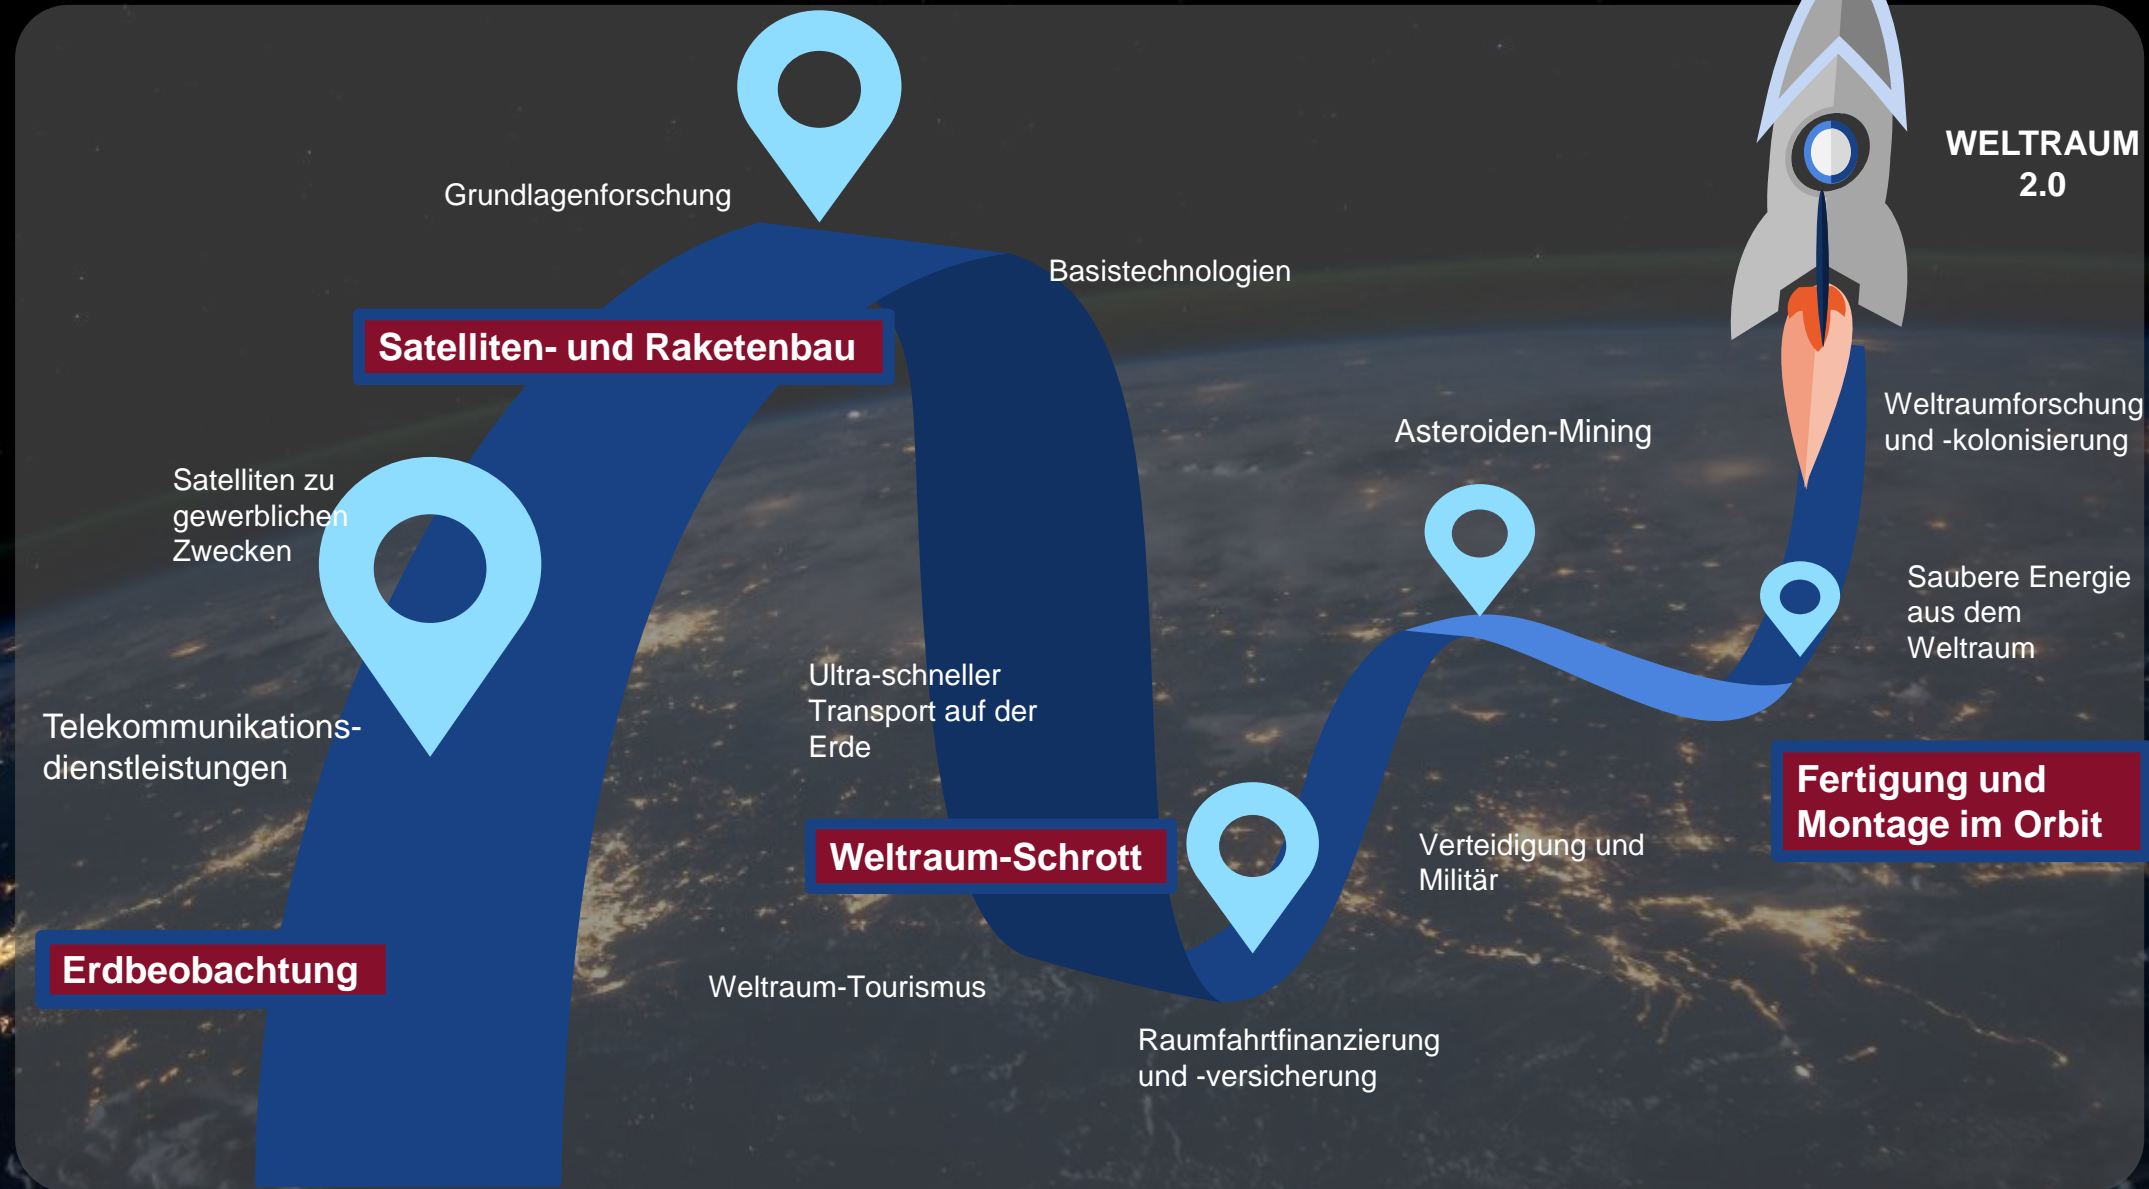 WELTRAUM
2.0
Grundlagenforschung
Basistechnologien
Satelliten- und Raketenbau
Satelliten zu
gewerblichen
Zwecken
Asteroiden-Mining
Weltraumforschung
und -kolonisierung
Saubere Energie
aus dem
Weltraum
Telekommunikations-
dienstleistungen
Ultra-schneller
Transport auf der
Erde
Fertigung und
Montage im Orbit
Weltraum-Schrott
Verteidigung und
Militär
Erdbeobachtung
Weltraum-Tourismus
Raumfahrtfinanzierung
und -versicherung